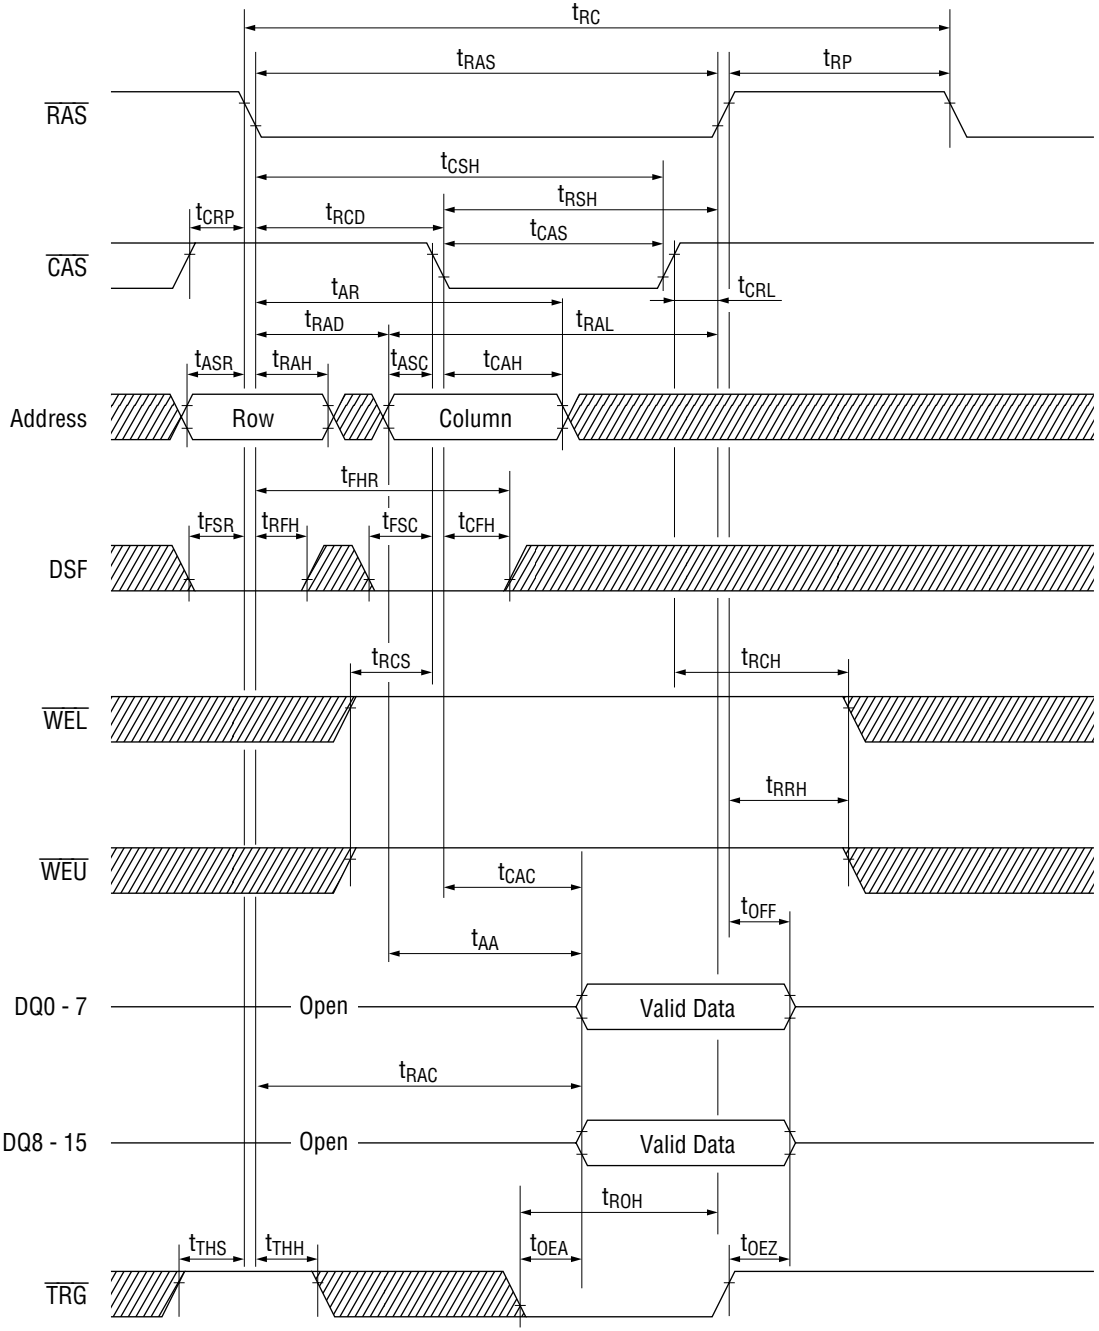 tRC
tRAS
tRP
RAS
tCSH
tRSH
tCRP
tRCD
tCAS
CAS
tAR
tCRL
tRAD
tRAL
tASR
tRAH
tASC
tCAH
Address
Row
Column
tFHR
tFSR
tRFH
tFSC
tCFH
DSF
tRCS
tRCH
WEL
tRRH
WEU
tCAC
tOFF
tAA
DQ0 - 7
Open
Valid Data
tRAC
DQ8 - 15
Open
Valid Data
tROH
tTHS
tTHH
tOEA
tOEZ
TRG